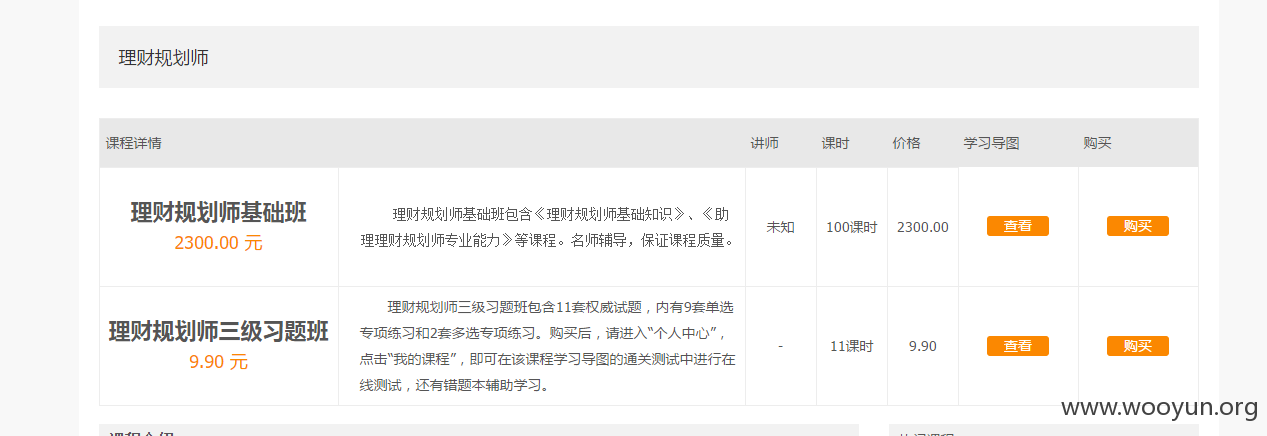 理财规划师
课程详情 讲师 课时 价格 学习导图 购买
理财规划师基础班
2300.00 元
理财规划师基础班包含《理财规划师基础知识》、《助
理理财规划师专业能力》等课程。名师辅导，保证课程质量。
未知 100课时 2300.00 查看 购买
理财规划师三级习题班
9.90 元
理财规划师三级习题班包含11套权威试题，内有9套单选
专项练习和2套多选专项练习。购买后，请进入“个人中心”，
点击“我的课程”，即可在该课程学习导图的通关测试中进行在
线测试，还有错题本辅助学习。
- 11课时 9.90 查看 购买
www.wooyun.org